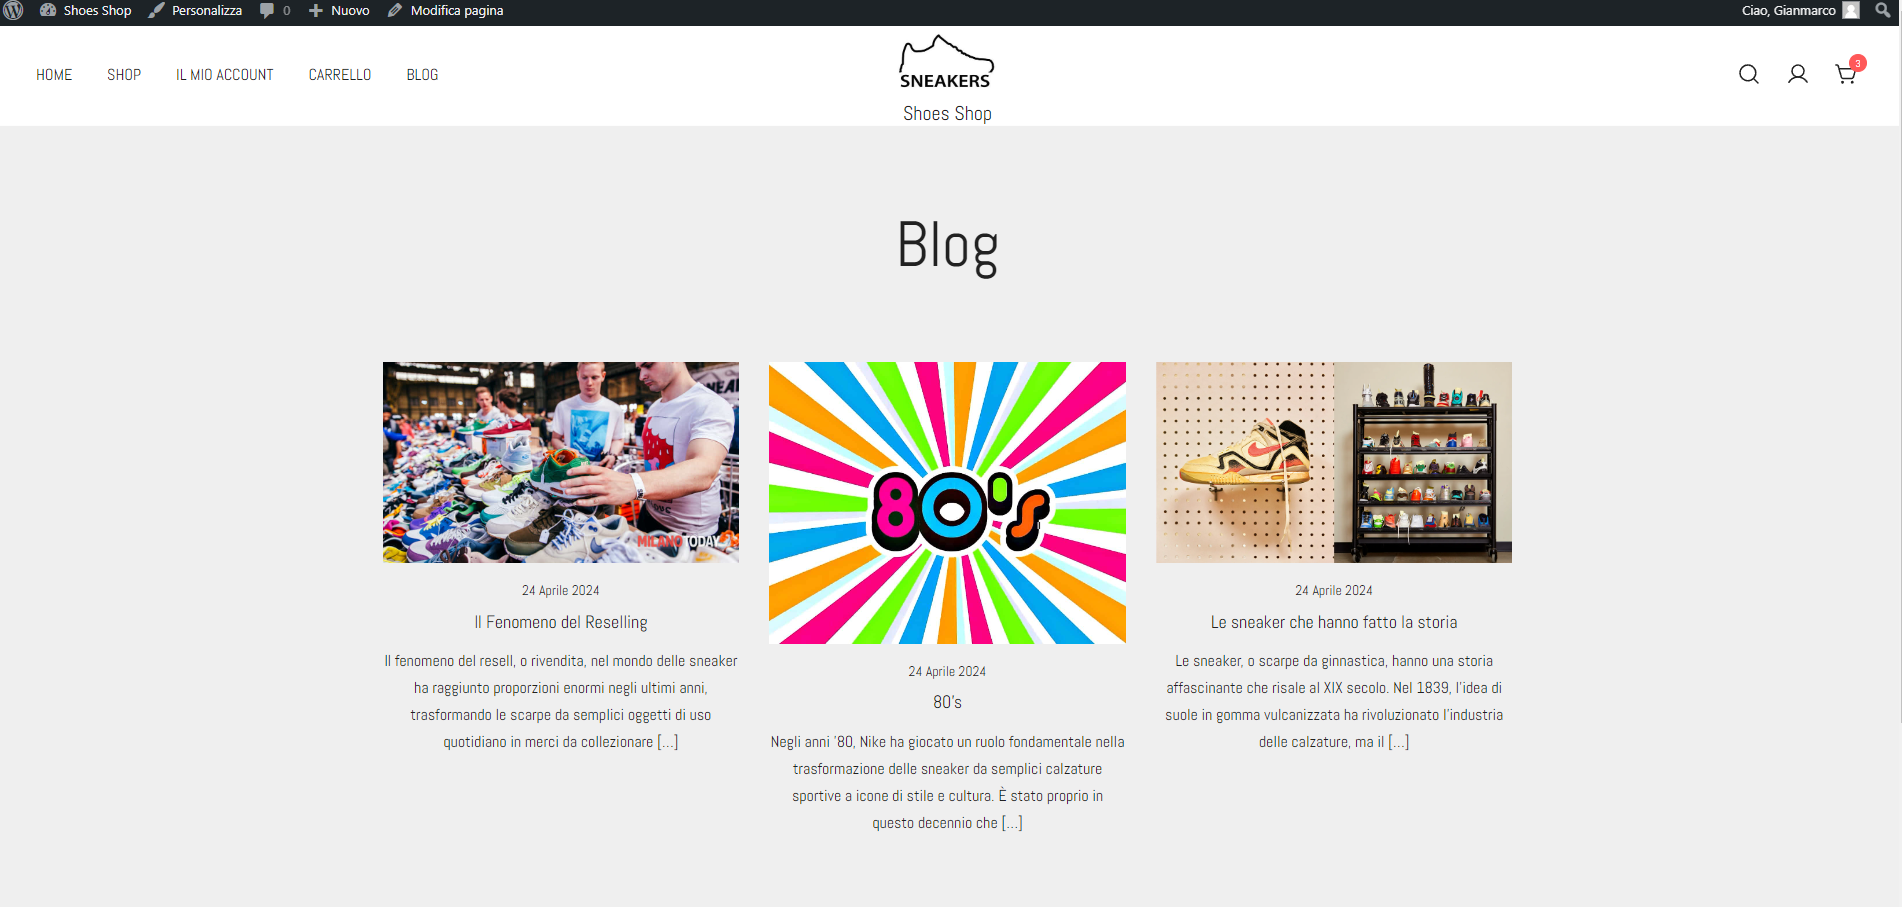 Shoes Shop Personalizza 0 Nuovo Modifica pagina Ciao, Gianmarco
HOME SHOP IL MIO ACCOUNT CARRELLO BLOG
SNEAKERS
Shoes Shop
3
Blog
MILANOTODAY
24 Aprile 2024
Il Fenomeno del Reselling
Il fenomeno del resell, o rivendita, nel mondo delle sneaker
ha raggiunto proporzioni enormi negli ultimi anni,
trasformando le scarpe da semplici oggetti di uso
quotidiano in merci da collezionare [...]
80's
24 Aprile 2024
80's
Negli anni '80, Nike ha giocato un ruolo fondamentale nella
trasformazione delle sneaker da semplici calzature
sportive a icone di stile e cultura. È stato proprio in
questo decennio che [...]
24 Aprile 2024
Le sneaker che hanno fatto la storia
Le sneaker, o scarpe da ginnastica, hanno una storia
affascinante che risale al XIX secolo. Nel 1839, l'idea di
suole in gomma vulcanizzata ha rivoluzionato l'industria
delle calzature, ma il [...]